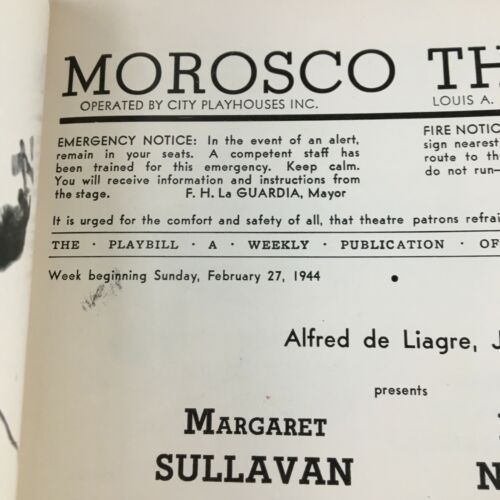 MOROSCO TH
OPERATED BY CITY PLAYHOUSES INC.
LOUIS A.
EMERGENCY NOTICE: In the event of an alert,
remain in your seats. A competent staff has
been trained for this emergency. Keep calm.
You will receive information and instructions from
the stage. F. H. La GUARDIA, Mayor
FIRE NOTIC
sign nearest
route to th
do not run—
It is urged for the comfort and safety of all, that theatre patrons refrai
THE · PLAYBILL · A · WEEKLY · PUBLICATION · OF
Week beginning Sunday, February 27, 1944 •
Alfred de Liagre, J
presents
MARGARET
SULLAVAN
N